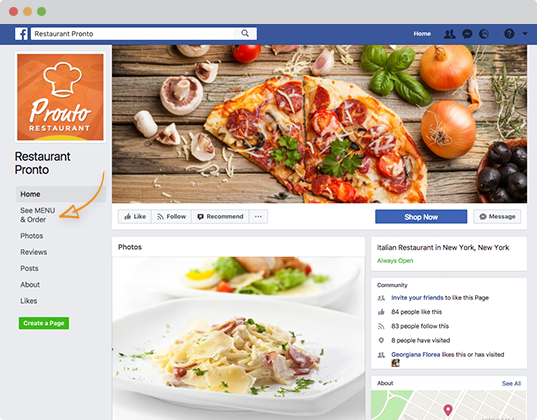 Restaurant Pronto
Home
Pronto
RESTAURANT
Restaurant
Pronto
Home
See MENU
& Order
Photos
Reviews
Posts
About
Likes
Create a Page
Like
Follow
Recommend
Shop Now
Message
Photos
Italian Restaurant in New York, New York
Always Open
Community
Invite your friends to like this Page
84 people like this
83 people follow this
8 people have visited
Georgiana Florea likes this or has visited
About
See All